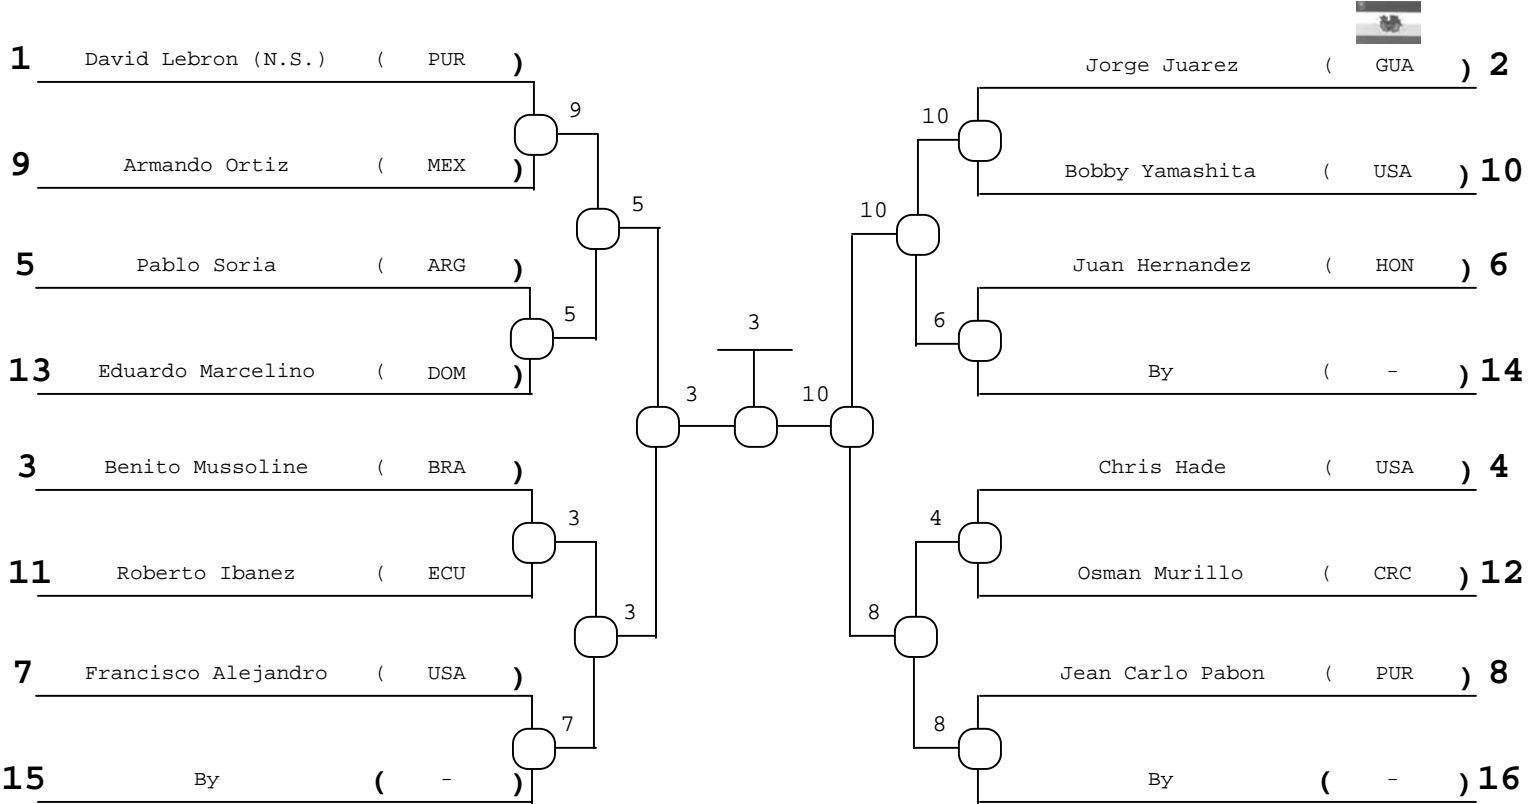 1 David Lebron (N.S.) ( PUR )
9
9 Armando Ortiz ( MEX )
5
5 Pablo Soria ( ARG )
5
13 Eduardo Marcelino ( DOM )
3
3 Benito Mussoline ( BRA )
3
11 Roberto Ibanez ( ECU )
3
7 Francisco Alejandro ( USA )
7
15 By ( - )
3
Jorge Juarez ( GUA ) 2
10
Bobby Yamashita ( USA ) 10
10
Juan Hernandez ( HON ) 6
6
By ( - ) 14
10
Chris Hade ( USA ) 4
4
Osman Murillo ( CRC ) 12
8
Jean Carlo Pabon ( PUR ) 8
8
By ( - ) 16